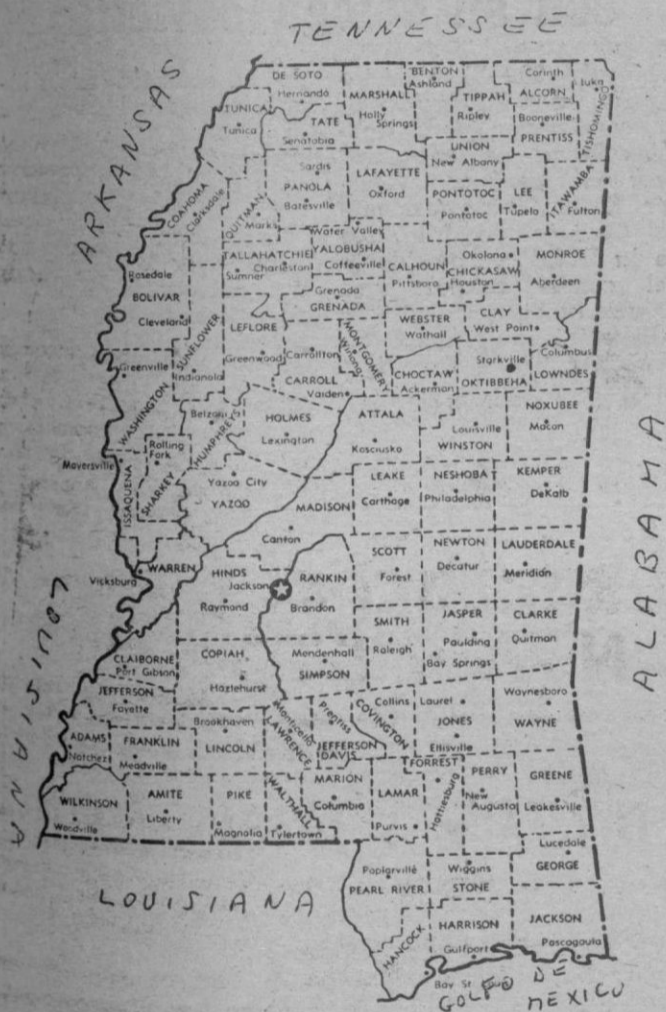 TENNESSEE
ARKANSAS
DE SOTO
Hernando
BENTON
Ashland
Corinth
Iuka
TUNICA
Tunica
MARSHALL
Holly
Springs
TIPPAH
Ripley
ALCORN
TISHOMINGO
TATE
Senatobia
Booneville
PRENTISS
UNION
New Albany
Sardis
PANOLA
Batesville
LAFAYETTE
Oxford
PONTOTOC
Pontotoc
LEE
Tupelo
ITAWAMBA
Fulton
COAHOMA
Clarksdale
QUITMAN
Marks
Water Valley
YALOBUSHA
Coffeeville
TALLAHATCHIE
Charleston
Sumner
CALHOUN
Pittsboro
Okolona
CHICKASAW
Houston
MONROE
Aberdeen
Rosedale
BOLIVAR
Cleveland
Grenada
GRENADA
SUNFLOWER
Indianola
LEFLORE
Greenwood
Carrollton
CARROLL
Vaiden
MONTGOMERY
Winona
WEBSTER
Walthall
CLAY
West Point
Starkville
OKTIBBEHA
Columbus
LOWNDES
CHOCTAW
Ackerman
Greenville
WASHINGTON
Belzoni
HUMPHREYS
HOLMES
Lexington
ATTALA
Kosciusko
Louisville
WINSTON
NOXUBEE
Macon
Mayersville
ISSAQUENA
Rolling
Fork
SHARKEY
Yazoo City
YAZOO
MADISON
Canton
LEAKE
Carthage
NESHOBA
Philadelphia
KEMPER
DeKalb
ALABAMA
WARREN
Vicksburg
HINDS
Jackson
Raymond
RANKIN
Brandon
SCOTT
Forest
NEWTON
Decatur
LAUDERDALE
Meridian
LOUISIANA
CLAIBORNE
Port Gibson
COPIAH
Hazlehurst
Mendenhall
SIMPSON
SMITH
Raleigh
JASPER
Paulding
Bay Springs
CLARKE
Quitman
JEFFERSON
Fayette
Brookhaven
LINCOLN
Monticello
LAWRENCE
Prentiss
JEFFERSON
DAVIS
COVINGTON
Collins
Laurel
JONES
Ellisville
Waynesboro
WAYNE
ADAMS
Natchez
FRANKLIN
Meadville
WILKINSON
Woodville
AMITE
Liberty
PIKE
Magnolia
WALTHALL
Tylertown
MARION
Columbia
LAMAR
Purvis
FORREST
Hattiesburg
PERRY
New
Augusta
GREENE
Leakesville
Lucedale
GEORGE
Poplarville
PEARL RIVER
Wiggins
STONE
LOUISIANA
HANCOCK
HARRISON
Gulfport
JACKSON
Pascagoula
Bay St.
GOLFO DE
MEXICO